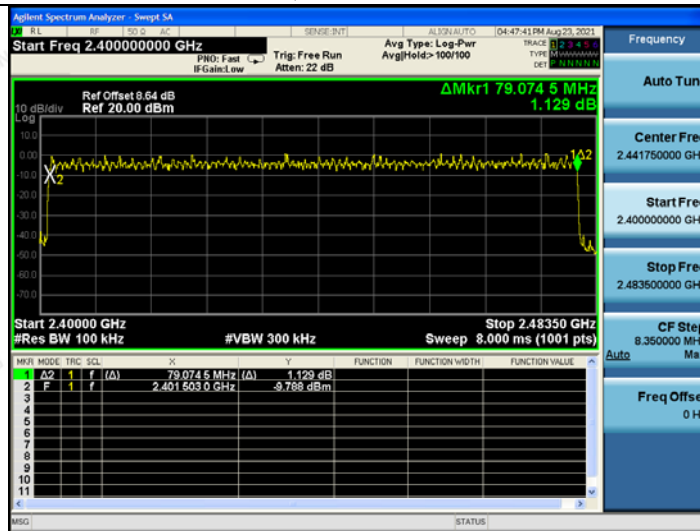 Agilent Spectrum Analyzer - Swept SA
RL RF 50 Ω AC SENSE:INT ALIGN AUTO 04:47:41 PM Aug 23, 2021
Start Freq 2.400000000 GHz
PNO: Fast
IFGain:Low
Trig: Free Run
Atten: 22 dB
Avg Type: Log-Pwr
Avg|Hold:> 100/100
TRACE 1 2 3 4 5 6
TYPE M
DET P N N N N N
ΔMkr1 79.074 5 MHz
1.129 dB
Ref Offset 8.64 dB
Ref 20.00 dBm
10 dB/div
Log
10.0
0.00
-10.0
-20.0
-30.0
-40.0
-50.0
-60.0
-70.0
X2
1Δ2
Start 2.40000 GHz
Stop 2.48350 GHz
#Res BW 100 kHz
#VBW 300 kHz
Sweep 8.000 ms (1001 pts)
MKR MODE TRC SCL X Y FUNCTION FUNCTION WIDTH FUNCTION VALUE
1 Δ2 1 f (Δ) 79.074 5 MHz (Δ) 1.129 dB
2 F 1 f 2.401 503 0 GHz -9.788 dBm
3
4
5
6
7
8
9
10
11
MSG
STATUS
Frequency
Auto Tun
Center Fre
2.441750000 GH
Start Fre
2.400000000 GH
Stop Fre
2.483500000 GH
CF Step
8.350000 MH
Auto Ma
Freq Offse
0 H